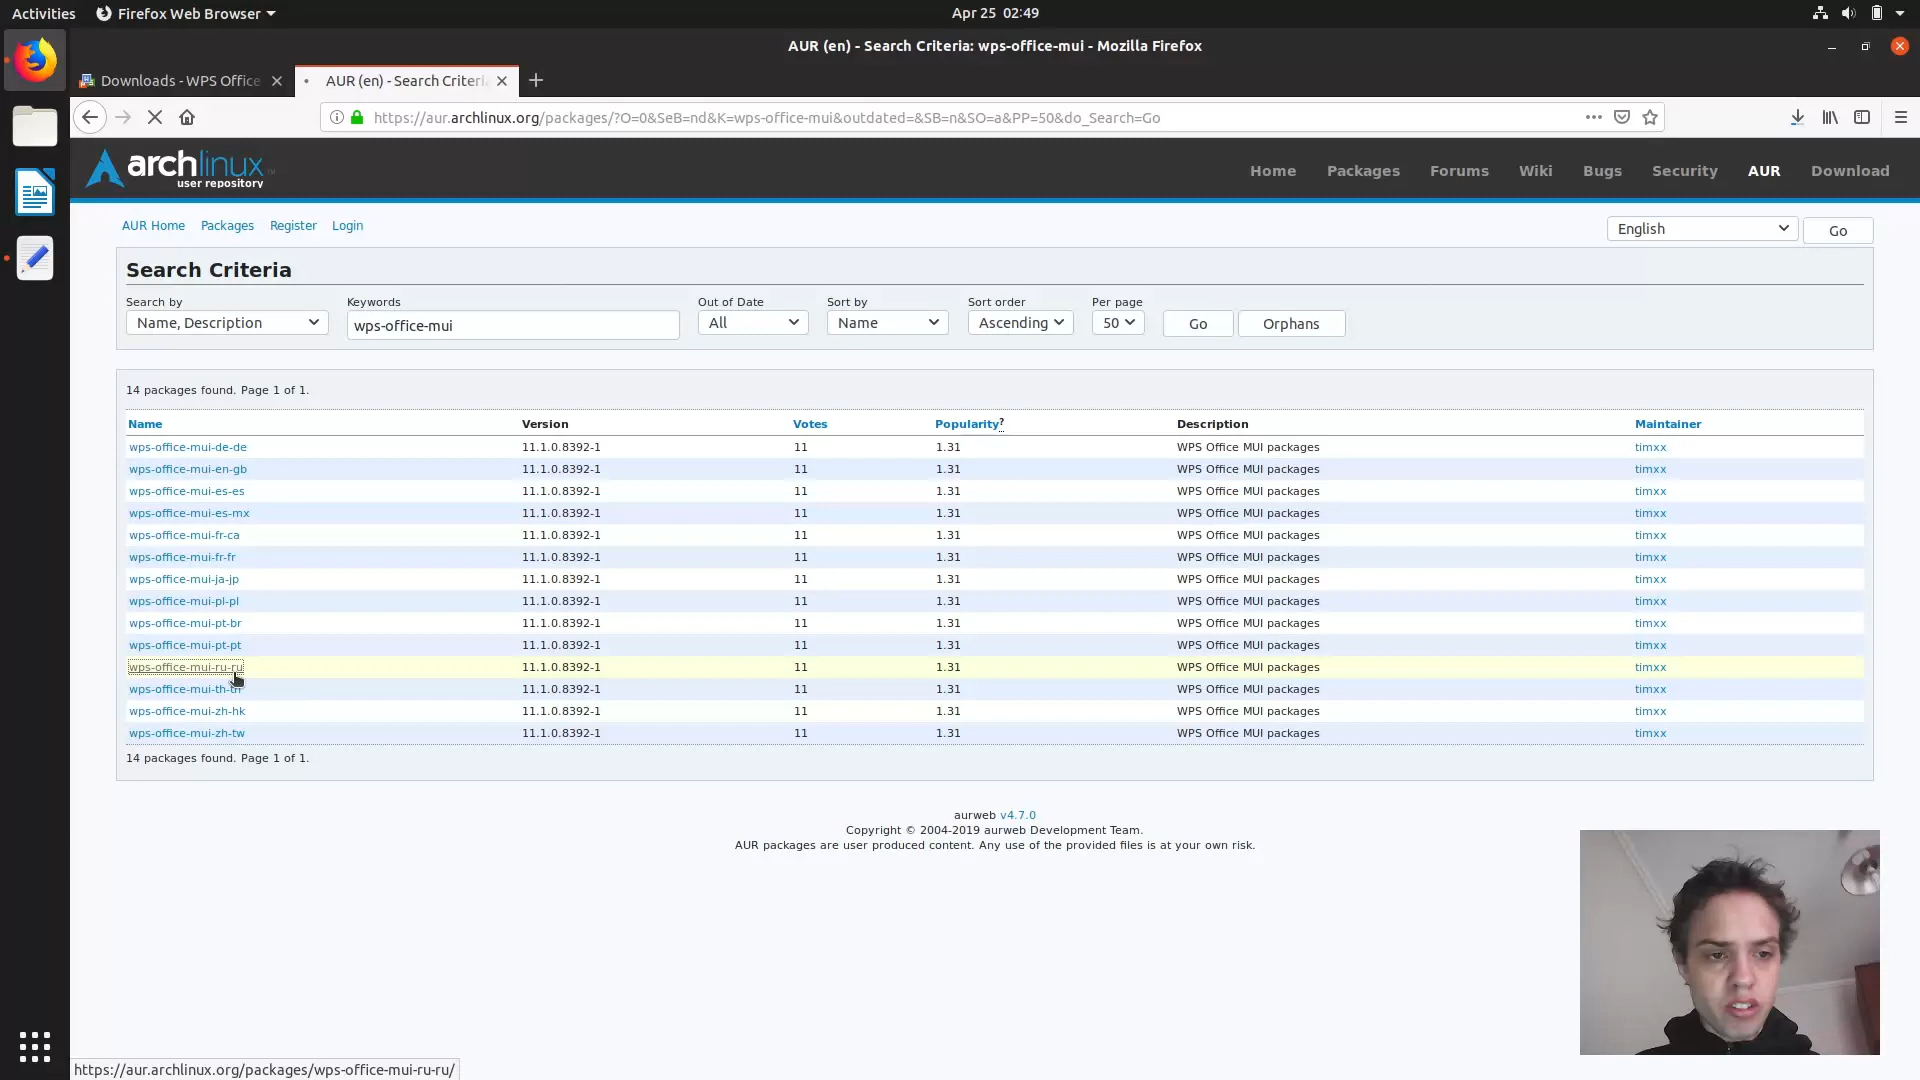 Activities
Firefox Web Browser
Apr 25 02:49
AUR (en) - Search Criteria: wps-office-mui - Mozilla Firefox
Downloads - WPS Office
AUR (en) - Search Criteri
https://aur.archlinux.org/packages/?O=0&SeB=nd&K=wps-office-mui&outdated=&SB=n&SO=a&PP=50&do_Search=Go
archlinux
user repository
Home Packages Forums Wiki Bugs Security AUR Download
AUR Home Packages Register Login
English Go
Search Criteria
Search by Keywords Out of Date Sort by Sort order Per page
Name, Description wps-office-mui All Name Ascending 50 Go Orphans
14 packages found. Page 1 of 1.
Name Version Votes Popularity? Description Maintainer
wps-office-mui-de-de 11.1.0.8392-1 11 1.31 WPS Office MUI packages timxx
wps-office-mui-en-gb 11.1.0.8392-1 11 1.31 WPS Office MUI packages timxx
wps-office-mui-es-es 11.1.0.8392-1 11 1.31 WPS Office MUI packages timxx
wps-office-mui-es-mx 11.1.0.8392-1 11 1.31 WPS Office MUI packages timxx
wps-office-mui-fr-ca 11.1.0.8392-1 11 1.31 WPS Office MUI packages timxx
wps-office-mui-fr-fr 11.1.0.8392-1 11 1.31 WPS Office MUI packages timxx
wps-office-mui-ja-jp 11.1.0.8392-1 11 1.31 WPS Office MUI packages timxx
wps-office-mui-pl-pl 11.1.0.8392-1 11 1.31 WPS Office MUI packages timxx
wps-office-mui-pt-br 11.1.0.8392-1 11 1.31 WPS Office MUI packages timxx
wps-office-mui-pt-pt 11.1.0.8392-1 11 1.31 WPS Office MUI packages timxx
wps-office-mui-ru-ru 11.1.0.8392-1 11 1.31 WPS Office MUI packages timxx
wps-office-mui-th-th 11.1.0.8392-1 11 1.31 WPS Office MUI packages timxx
wps-office-mui-zh-hk 11.1.0.8392-1 11 1.31 WPS Office MUI packages timxx
wps-office-mui-zh-tw 11.1.0.8392-1 11 1.31 WPS Office MUI packages timxx
14 packages found. Page 1 of 1.
aurweb v4.7.0
Copyright © 2004-2019 aurweb Development Team.
AUR packages are user produced content. Any use of the provided files is at your own risk.
https://aur.archlinux.org/packages/wps-office-mui-ru-ru/